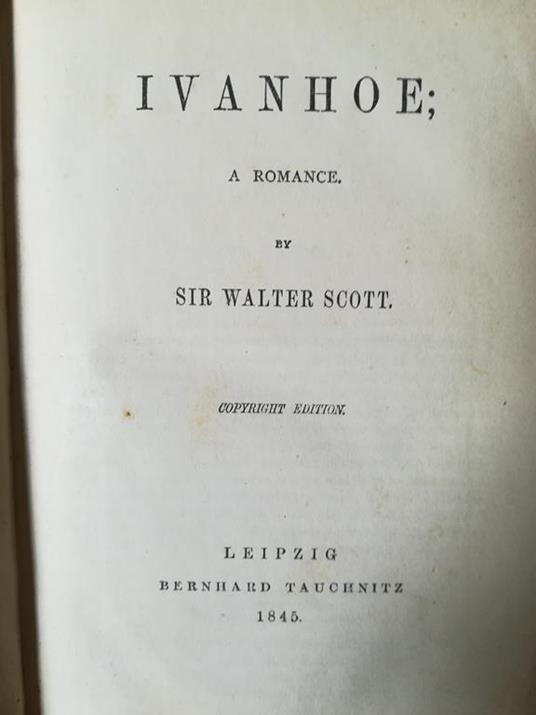 IVANHOE;
A ROMANCE.
BY
SIR WALTER SCOTT.
COPYRIGHT EDITION.
LEIPZIG
BERNHARD TAUCHNITZ
1845.